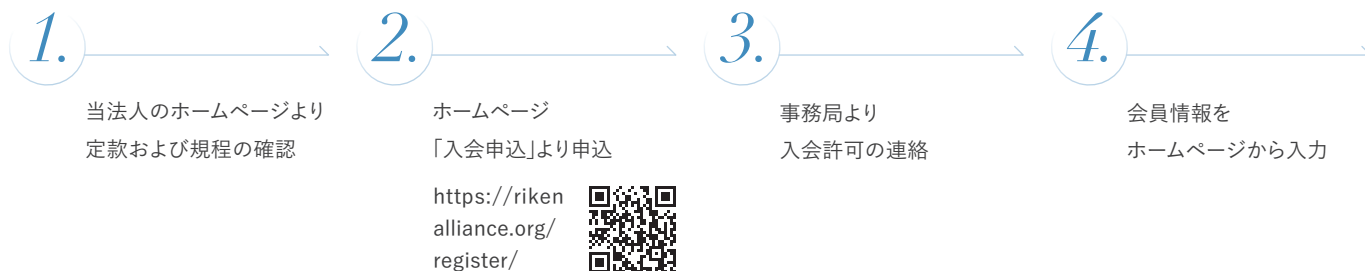 1.
当法人のホームページより
定款および規程の確認
2.
ホームページ
「入会申込」より申込
https://riken
alliance.org/
register/
3.
事務局より
入会許可の連絡
4.
会員情報を
ホームページから入力